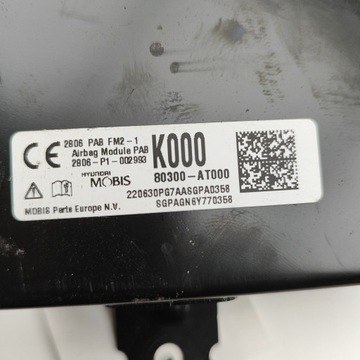 CE
2806 PAB FM2-1
Airbag Module PAB
2806-P1-002993
K000
HYUNDAI
MOBIS
80300-AT000
220630PG7AASGPA0358
SGPAGN6Y770358
MOBIS Parts Europe N.V.